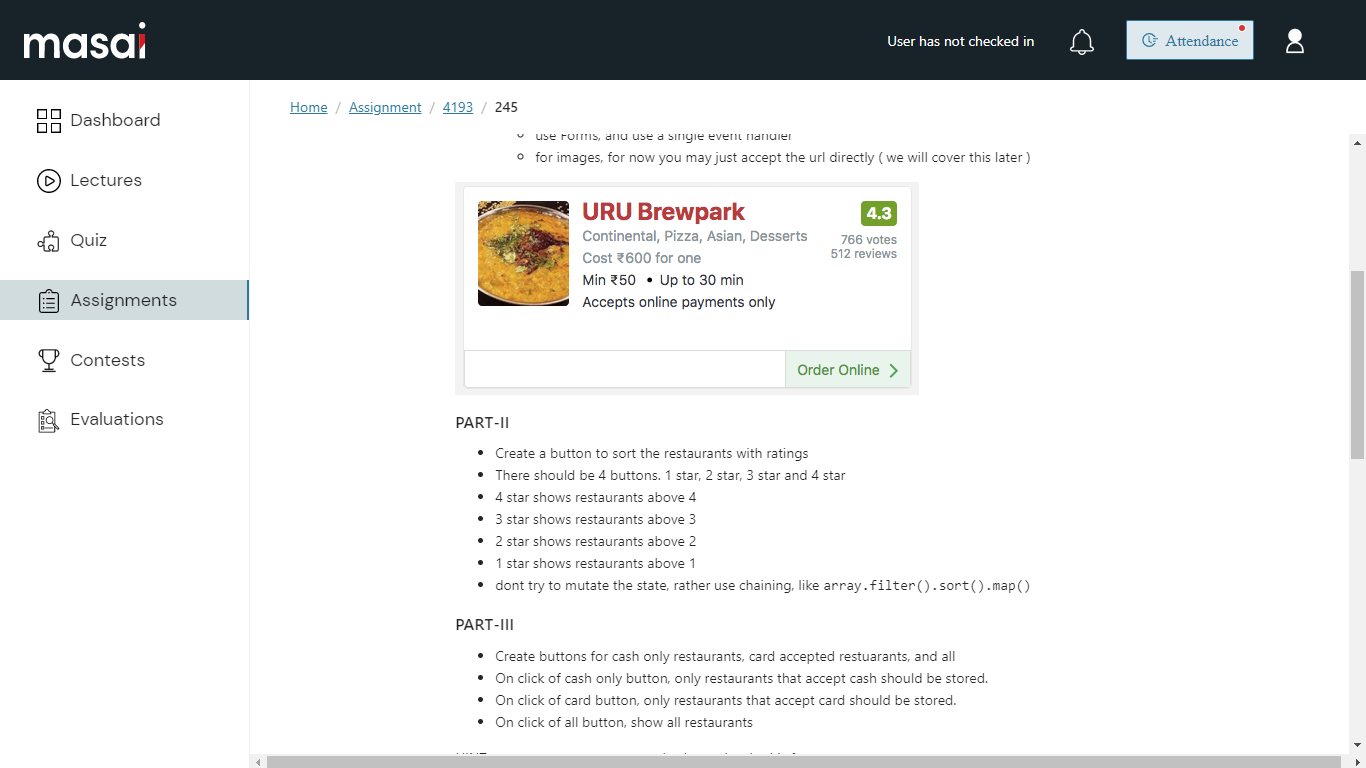 masai
User has not checked in
Attendance
Dashboard
Lectures
Quiz
Assignments
Contests
Evaluations
Home / Assignment / 4193 / 245
use Forms, and use a single event handler
for images, for now you may just accept the url directly ( we will cover this later )
URU Brewpark
4.3
Continental, Pizza, Asian, Desserts
766 votes
Cost ₹600 for one
512 reviews
Min ₹50 • Up to 30 min
Accepts online payments only
Order Online
PART-II
Create a button to sort the restaurants with ratings
There should be 4 buttons. 1 star, 2 star, 3 star and 4 star
4 star shows restaurants above 4
3 star shows restaurants above 3
2 star shows restaurants above 2
1 star shows restaurants above 1
dont try to mutate the state, rather use chaining, like array.filter().sort().map()
PART-III
Create buttons for cash only restaurants, card accepted restuarants, and all
On click of cash only button, only restaurants that accept cash should be stored.
On click of card button, only restaurants that accept card should be stored.
On click of all button, show all restaurants